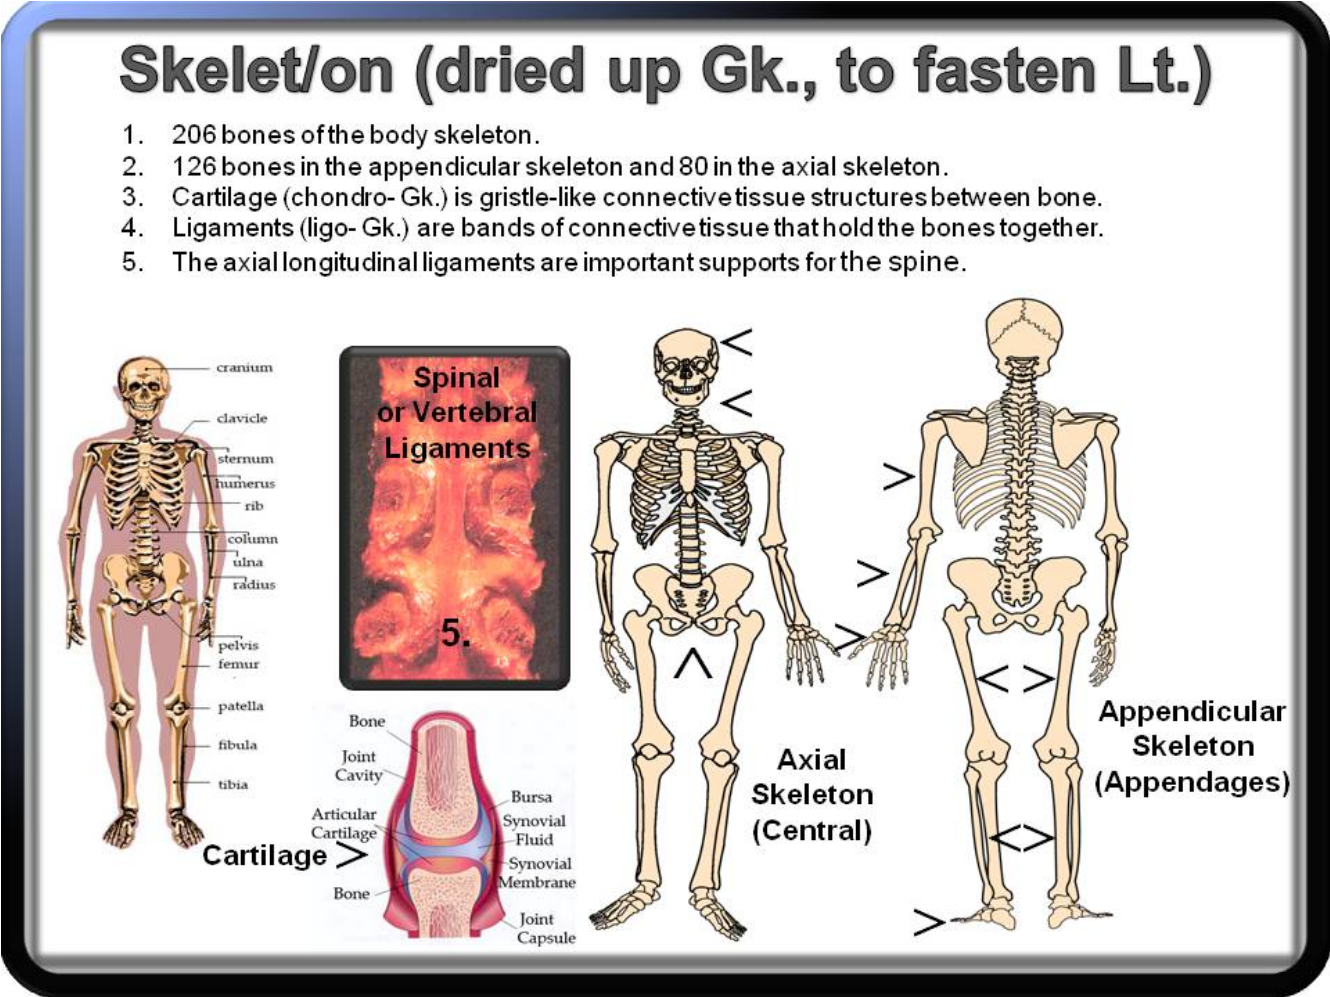 Skelet/on (dried up Gk., to fasten Lt.)
1. 206 bones of the body skeleton.
2. 126 bones in the appendicular skeleton and 80 in the axial skeleton.
3. Cartilage (chondro- Gk.) is gristle-like connective tissue structures between bone.
4. Ligaments (ligo- Gk.) are bands of connective tissue that hold the bones together.
5. The axial longitudinal ligaments are important supports for the spine.
cranium
clavicle
sternum
humerus
rib
column
ulna
radius
pelvis
femur
patella
fibula
tibia
Spinal
or Vertebral
Ligaments
5.
Cartilage >
Bone
Joint
Cavity
Articular
Cartilage
Bone
Bursa
Synovial
Fluid
Synovial
Membrane
Joint
Capsule
<
<
>
Axial
Skeleton
(Central)
>
>
>
< >
<>
>
Appendicular
Skeleton
(Appendages)